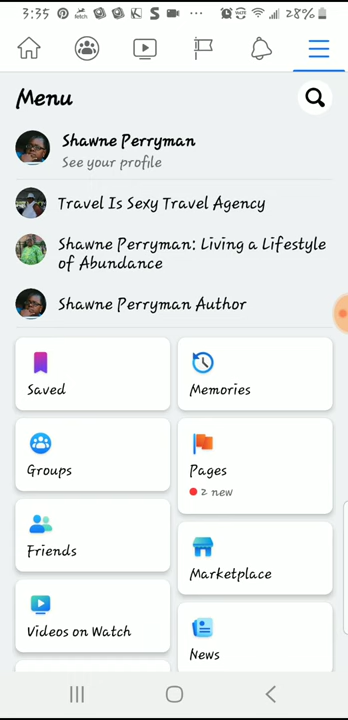 3:35 28%
Menu
Shawne Perryman
See your profile
Travel Is Sexy Travel Agency
Shawne Perryman: Living a Lifestyle
of Abundance
Shawne Perryman Author
Saved
Memories
Groups
Pages
2 new
Friends
Marketplace
Videos on Watch
News